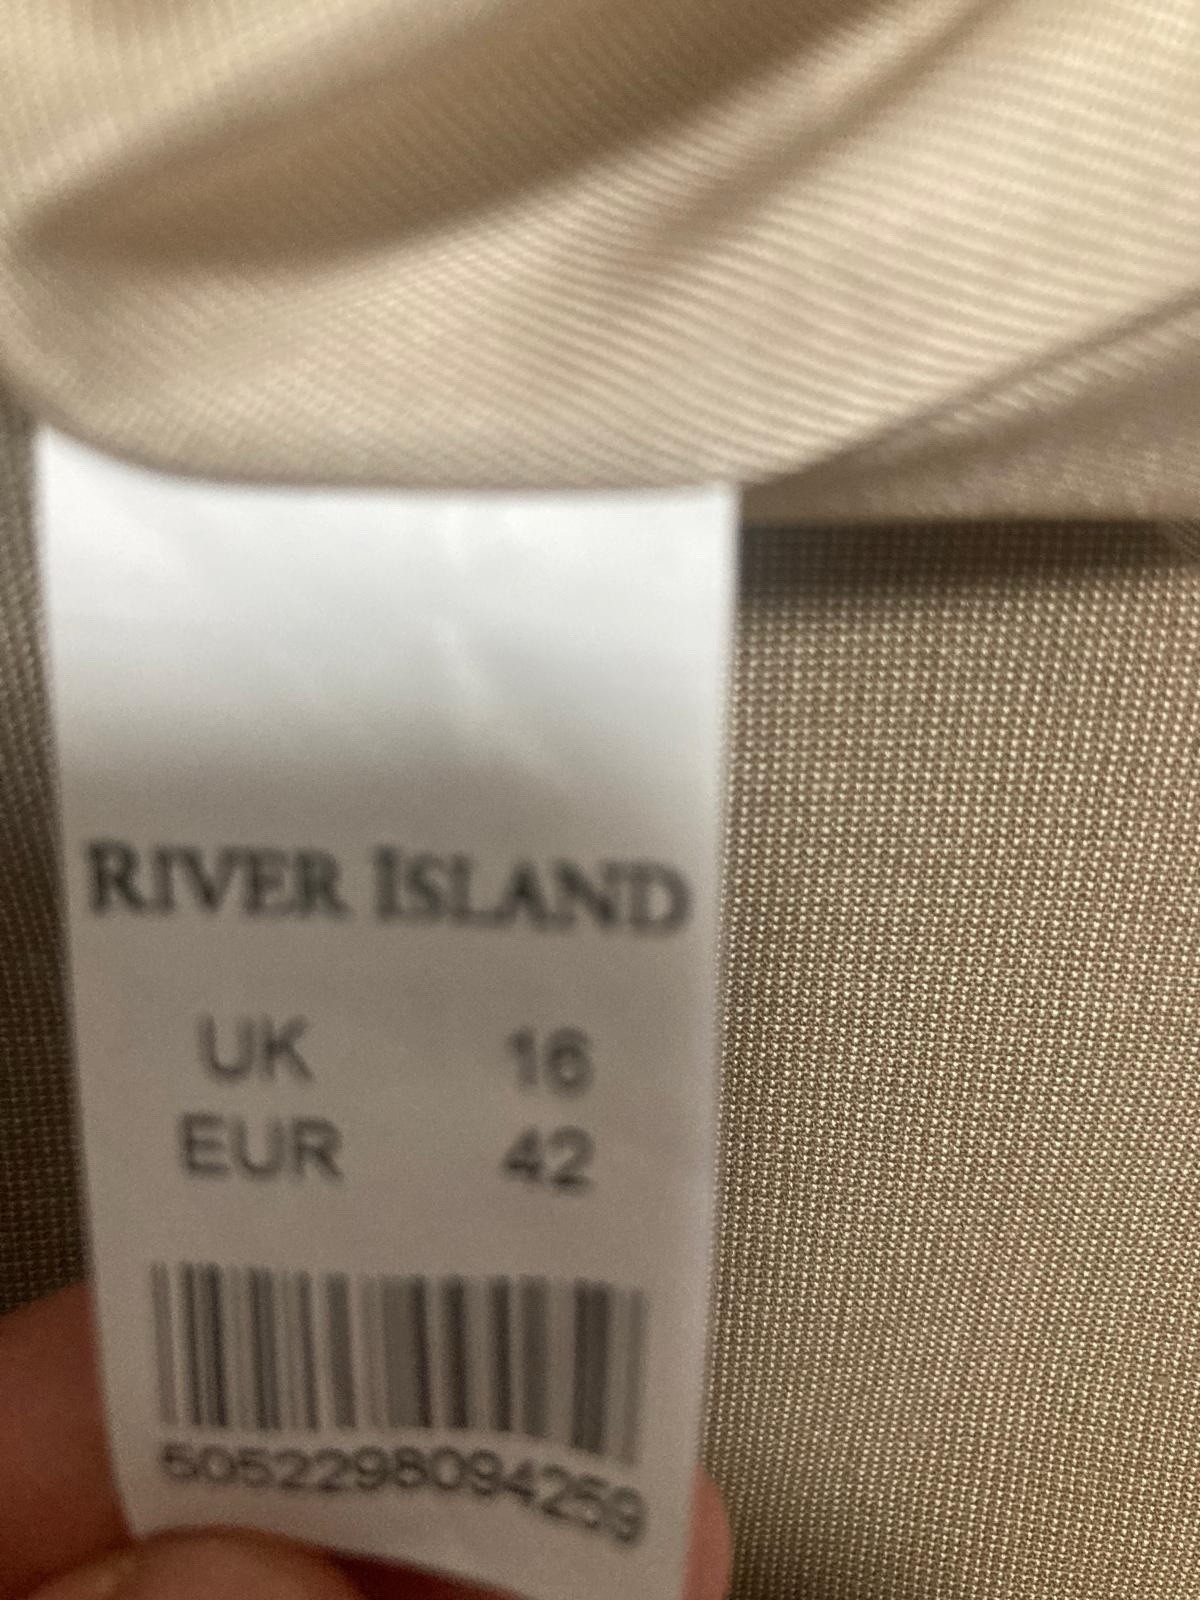 RIVER ISLAND
UK 16
EUR 42
5052298094259